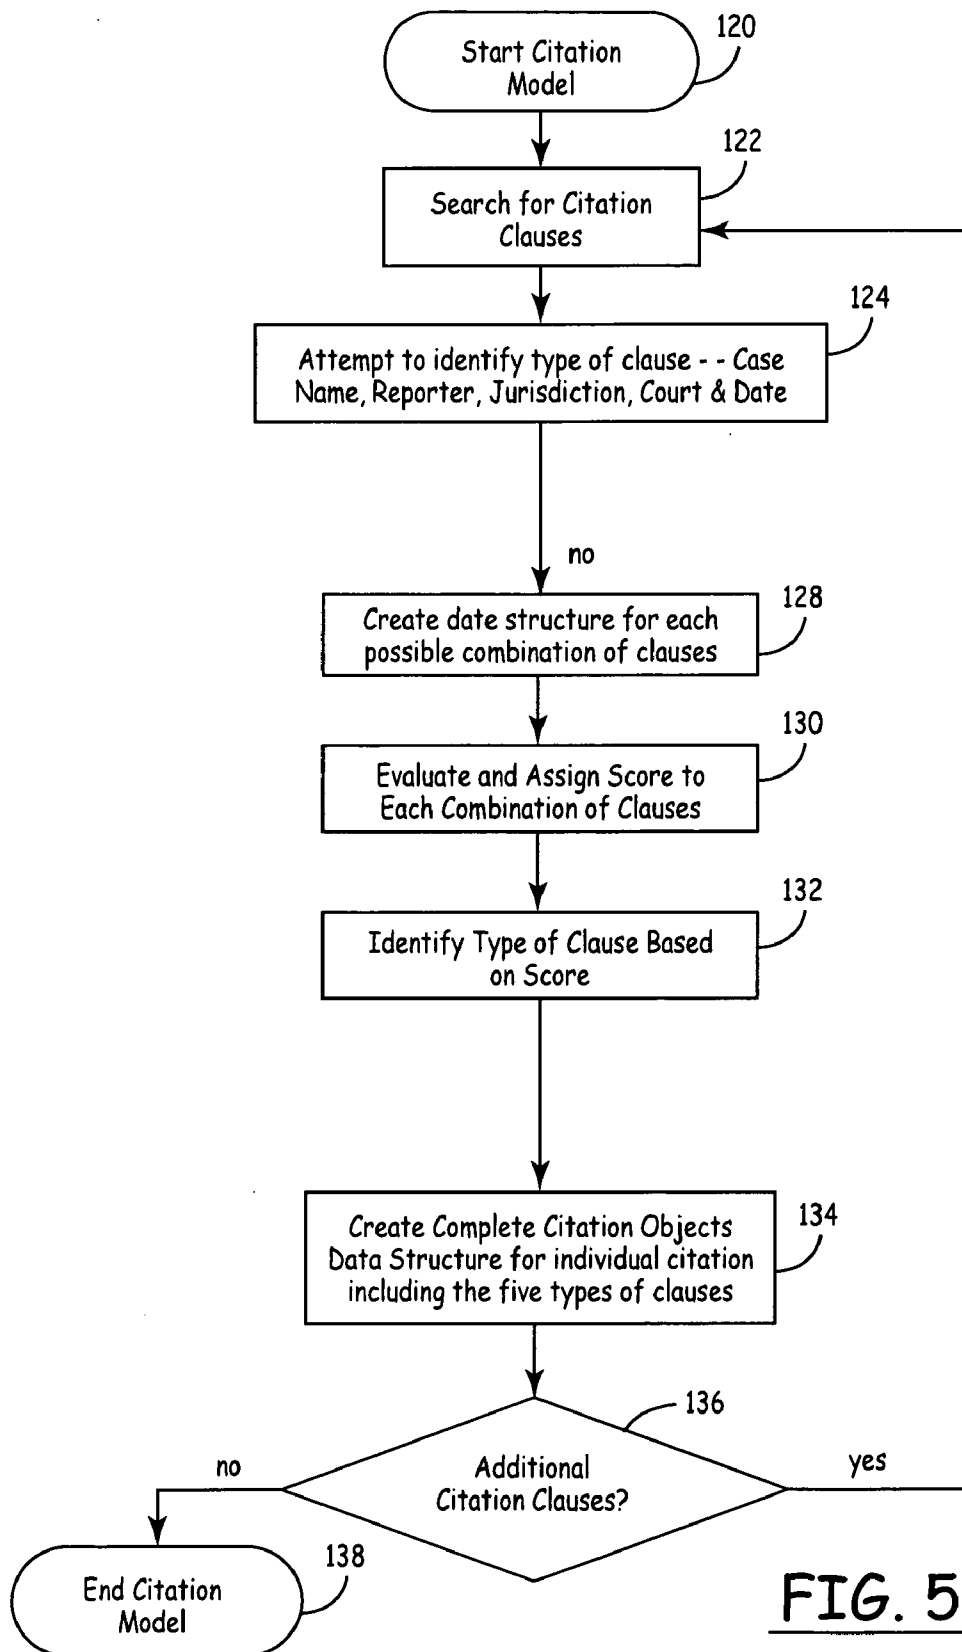 120
Start Citation
Model
122
Search for Citation
Clauses
124
Attempt to identify type of clause - - Case
Name, Reporter, Jurisdiction, Court & Date
no
128
Create date structure for each
possible combination of clauses
130
Evaluate and Assign Score to
Each Combination of Clauses
132
Identify Type of Clause Based
on Score
134
Create Complete Citation Objects
Data Structure for individual citation
including the five types of clauses
136
no
Additional
Citation Clauses?
yes
138
End Citation
Model
FIG. 5